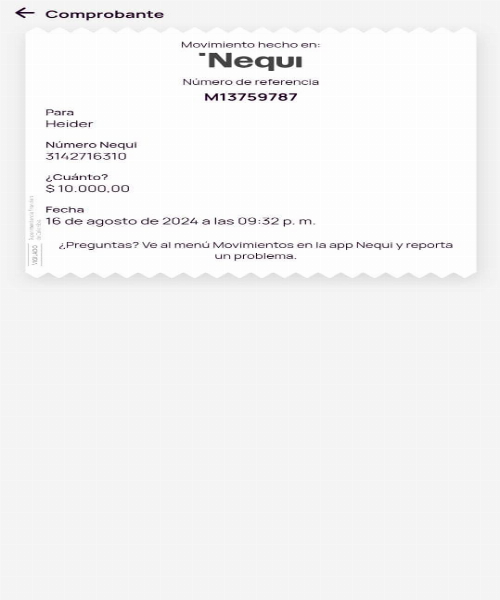 Comprobante
Movimiento hecho en:
Nequi
Número de referencia
M13759787
Para
Heider
Número Nequi
3142716310
¿Cuánto?
$ 10.000,00
Fecha
16 de agosto de 2024 a las 09:32 p. m.
¿Preguntas? Ve al menú Movimientos en la app Nequi y reporta
un problema.
VIGILADO